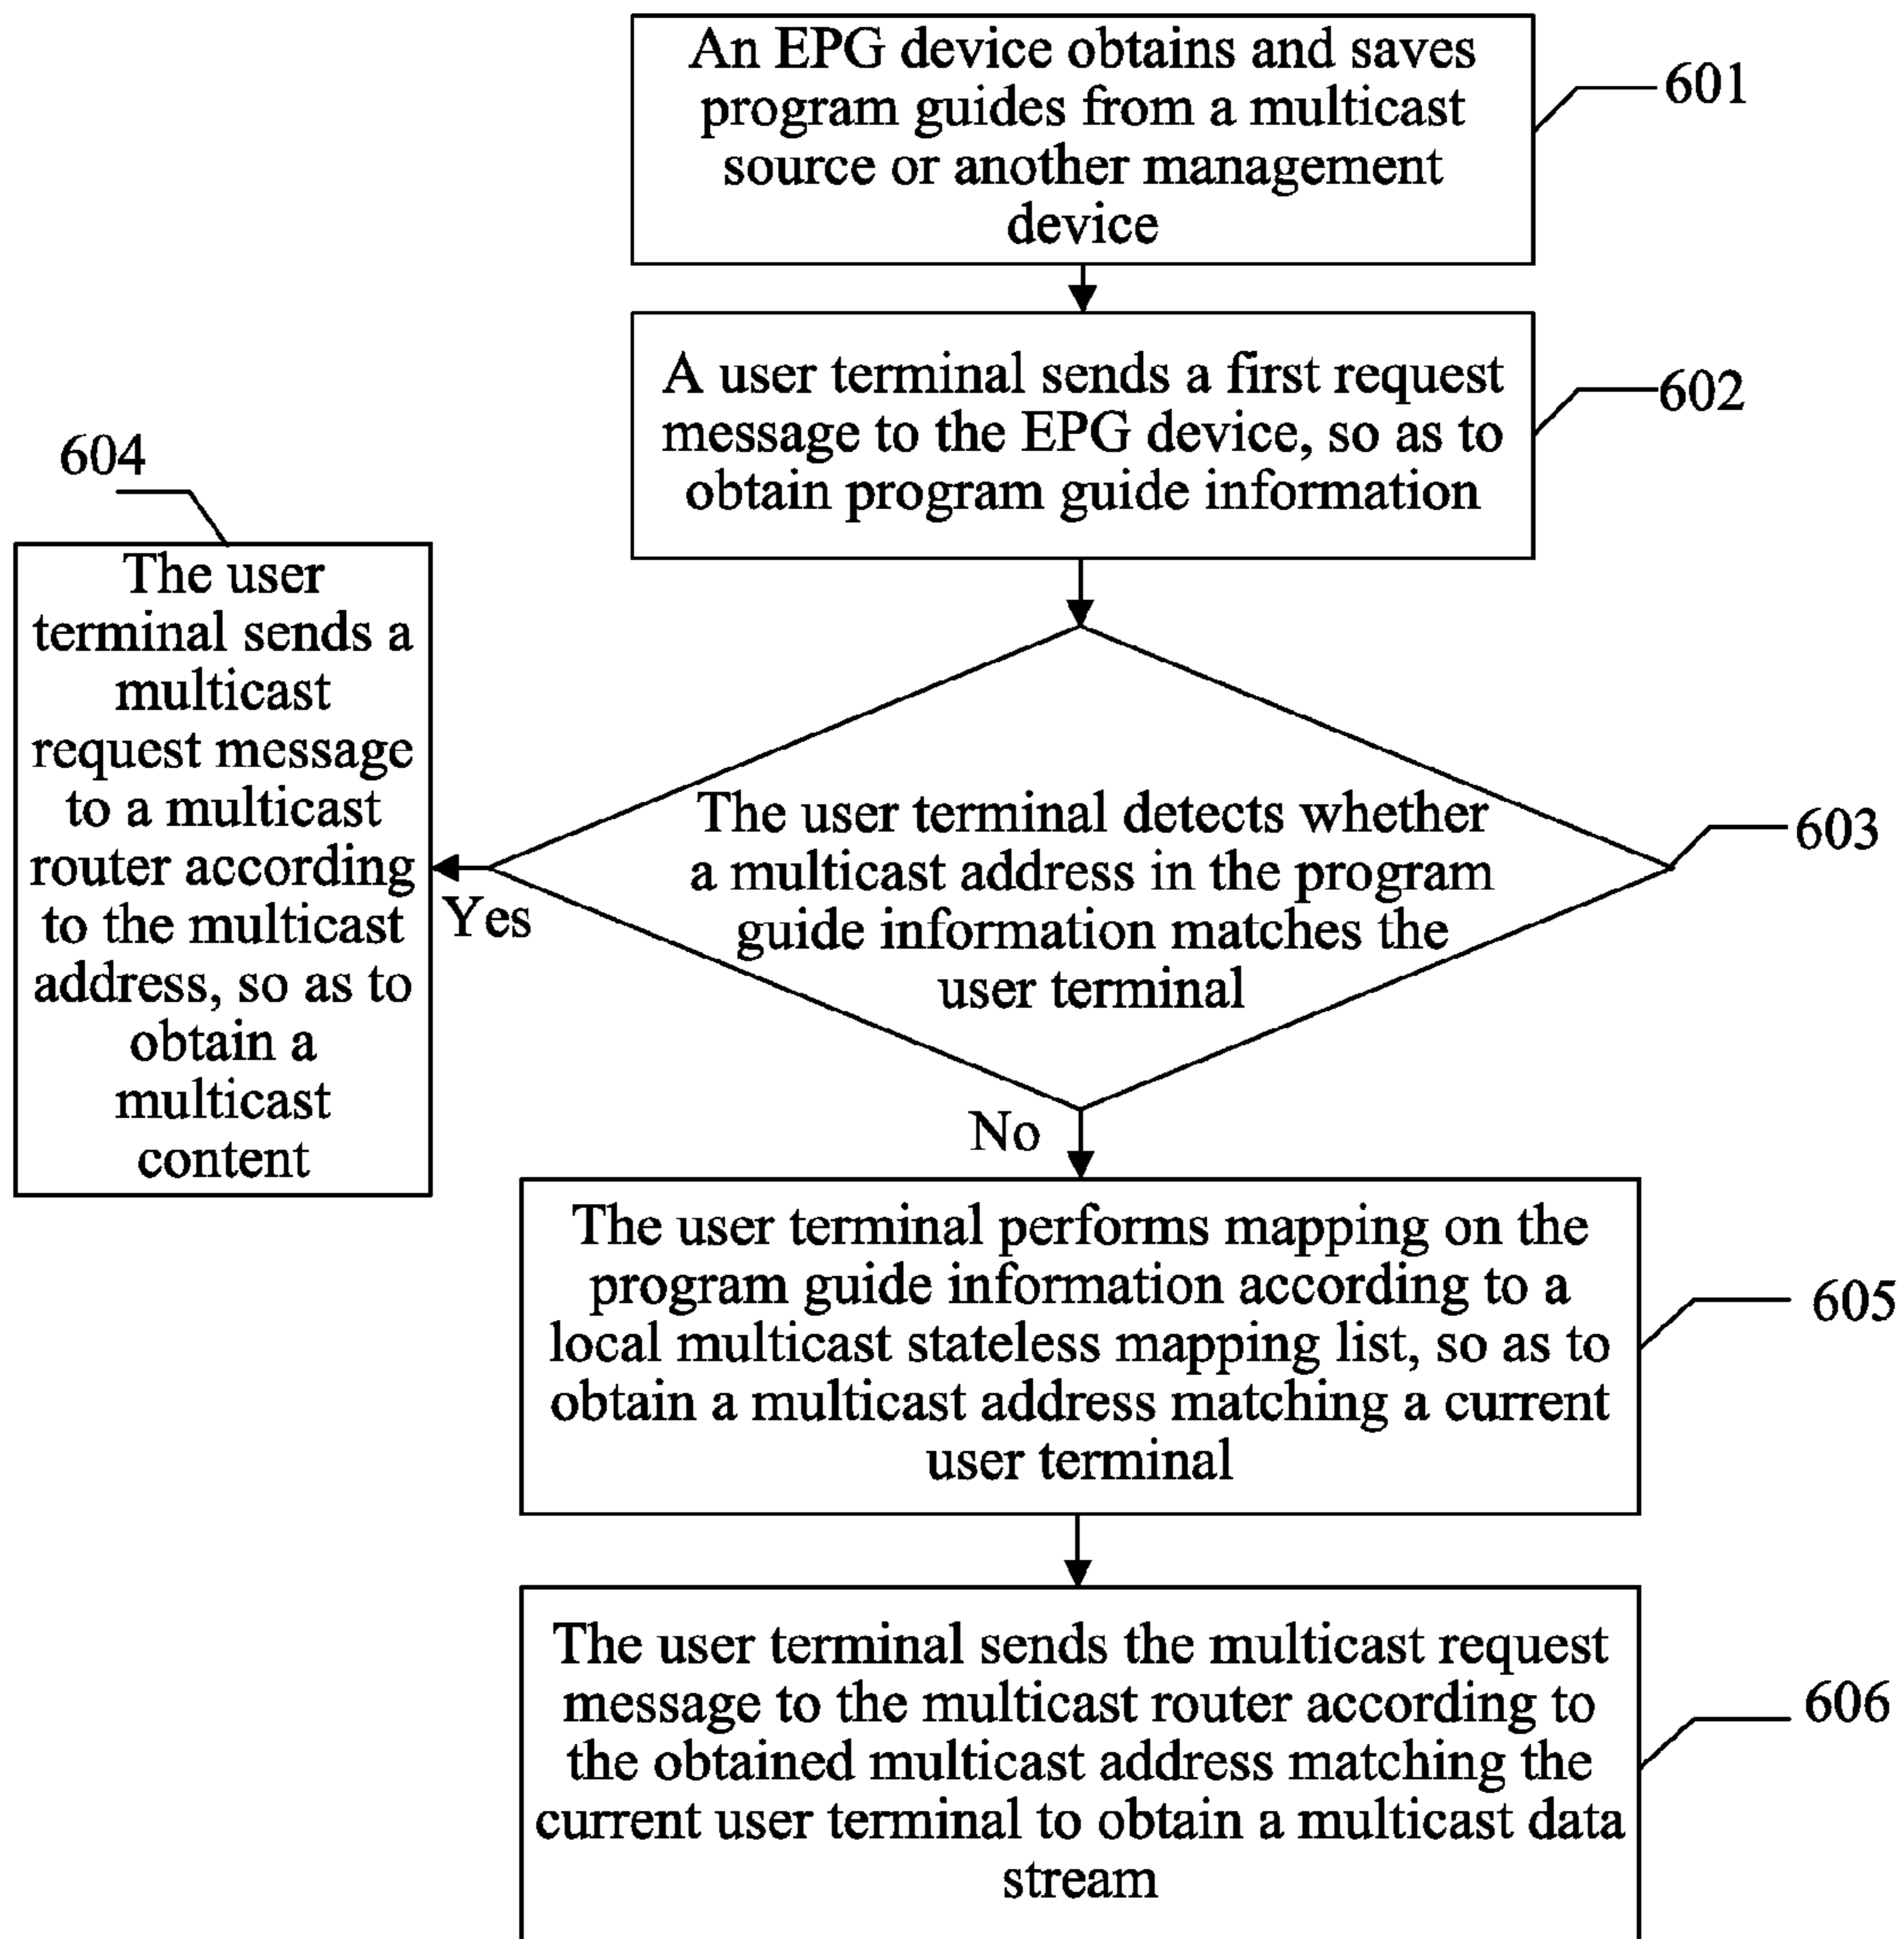 An EPG device obtains and saves
program guides from a multicast
source or another management
device
601
A user terminal sends a first request
message to the EPG device, so as to
obtain program guide information
602
604
The user
terminal sends a
multicast
request message
to a multicast
router according
to the multicast
address, so as to
obtain a
multicast
content
Yes
The user terminal detects whether
a multicast address in the program
guide information matches the
user terminal
603
No
The user terminal performs mapping on the
program guide information according to a
local multicast stateless mapping list, so as to
obtain a multicast address matching a current
user terminal
605
The user terminal sends the multicast request
message to the multicast router according to
the obtained multicast address matching the
current user terminal to obtain a multicast data
stream
606